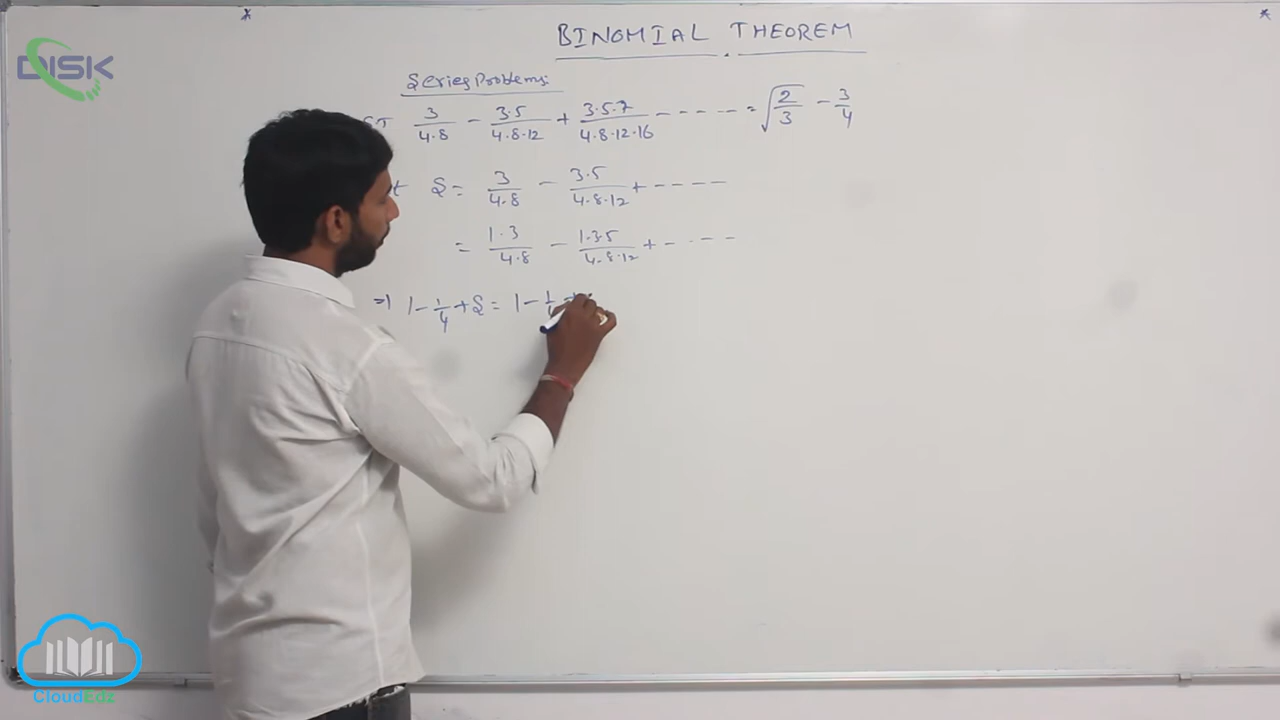 BINOMIAL THEOREM
DISK
Series Problems:
ST 3/4·8 - 3·5/4·8·12 + 3·5·7/4·8·12·16 ------ = √2/3 - 3/4
S = 3/4·8 - 3·5/4·8·12 + ----
= 1·3/4·8 - 1·3·5/4·8·12 + ----
⇒ 1 - 1/4 + S = 1 - 1/4 +
CloudEdz